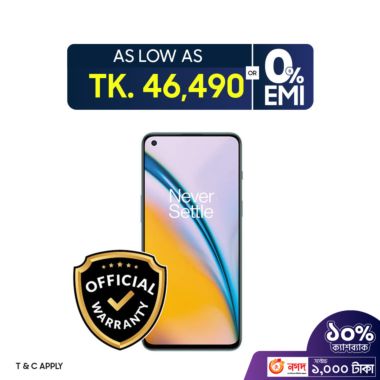 AS LOW AS
TK. 46,490
OR
0%
EMI
Never
Settle
OFFICIAL
WARRANTY
T & C APPLY
১০%
ক্যাশব্যাক
নগদ
সর্বোচ্চ
১,০০০ টাকা